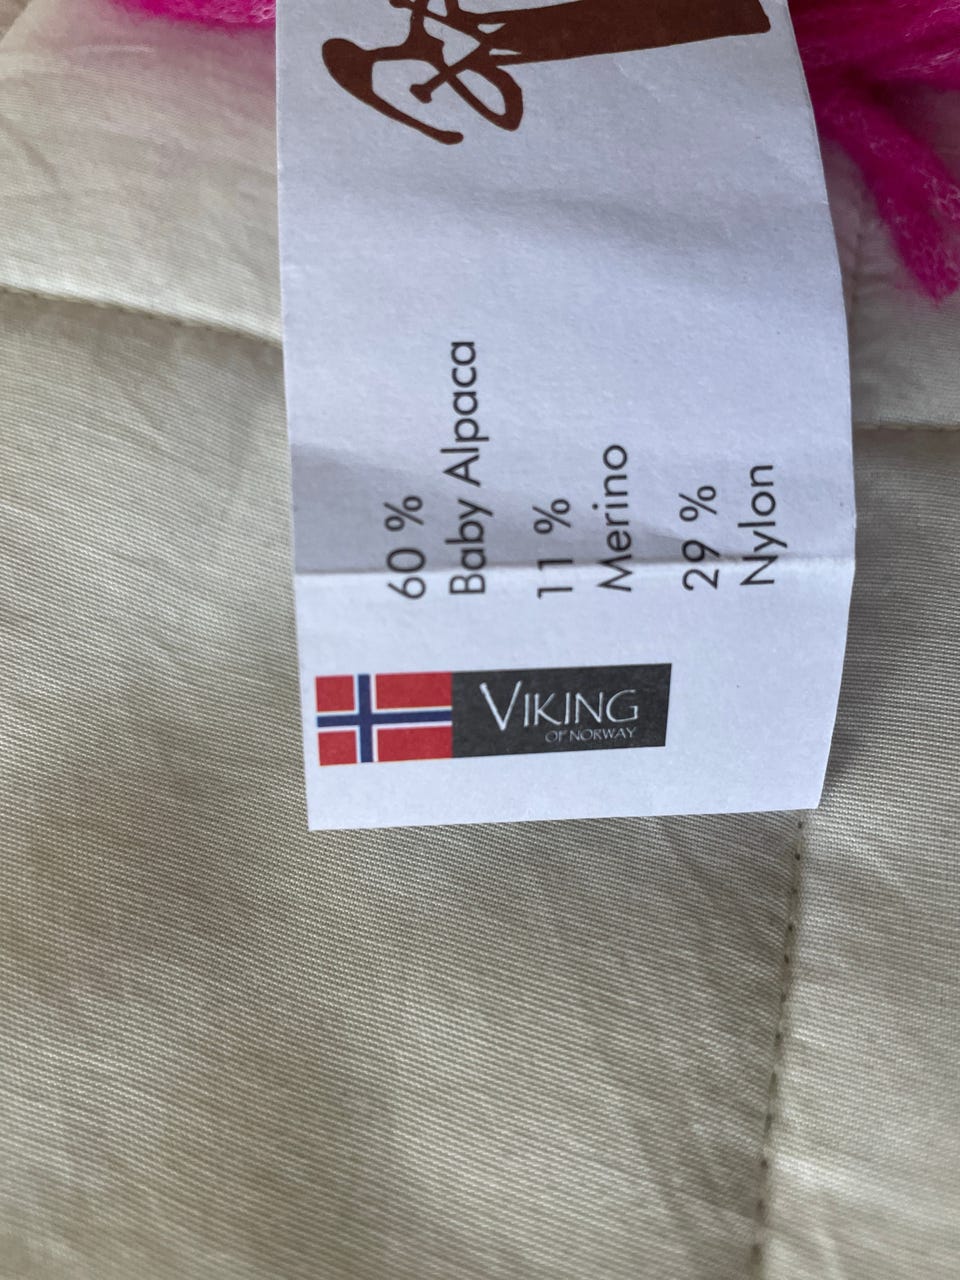 60 %
Baby Alpaca
11 %
Merino
29 %
Nylon
VIKING
OF NORWAY